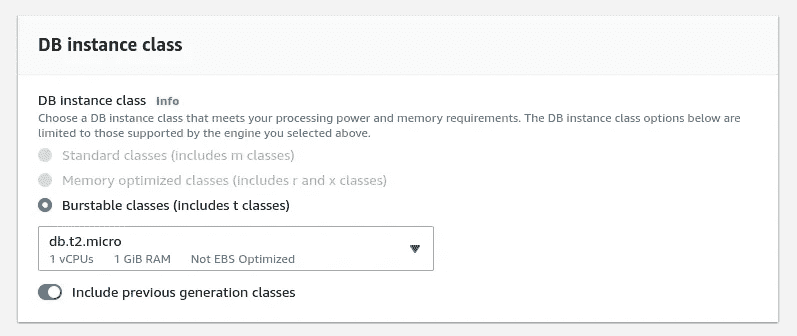 DB instance class
DB instance class Info
Choose a DB instance class that meets your processing power and memory requirements. The DB instance class options below are
limited to those supported by the engine you selected above.
Standard classes (includes m classes)
Memory optimized classes (includes r and x classes)
Burstable classes (includes t classes)
db.t2.micro
1 vCPUs 1 GiB RAM Not EBS Optimized
Include previous generation classes